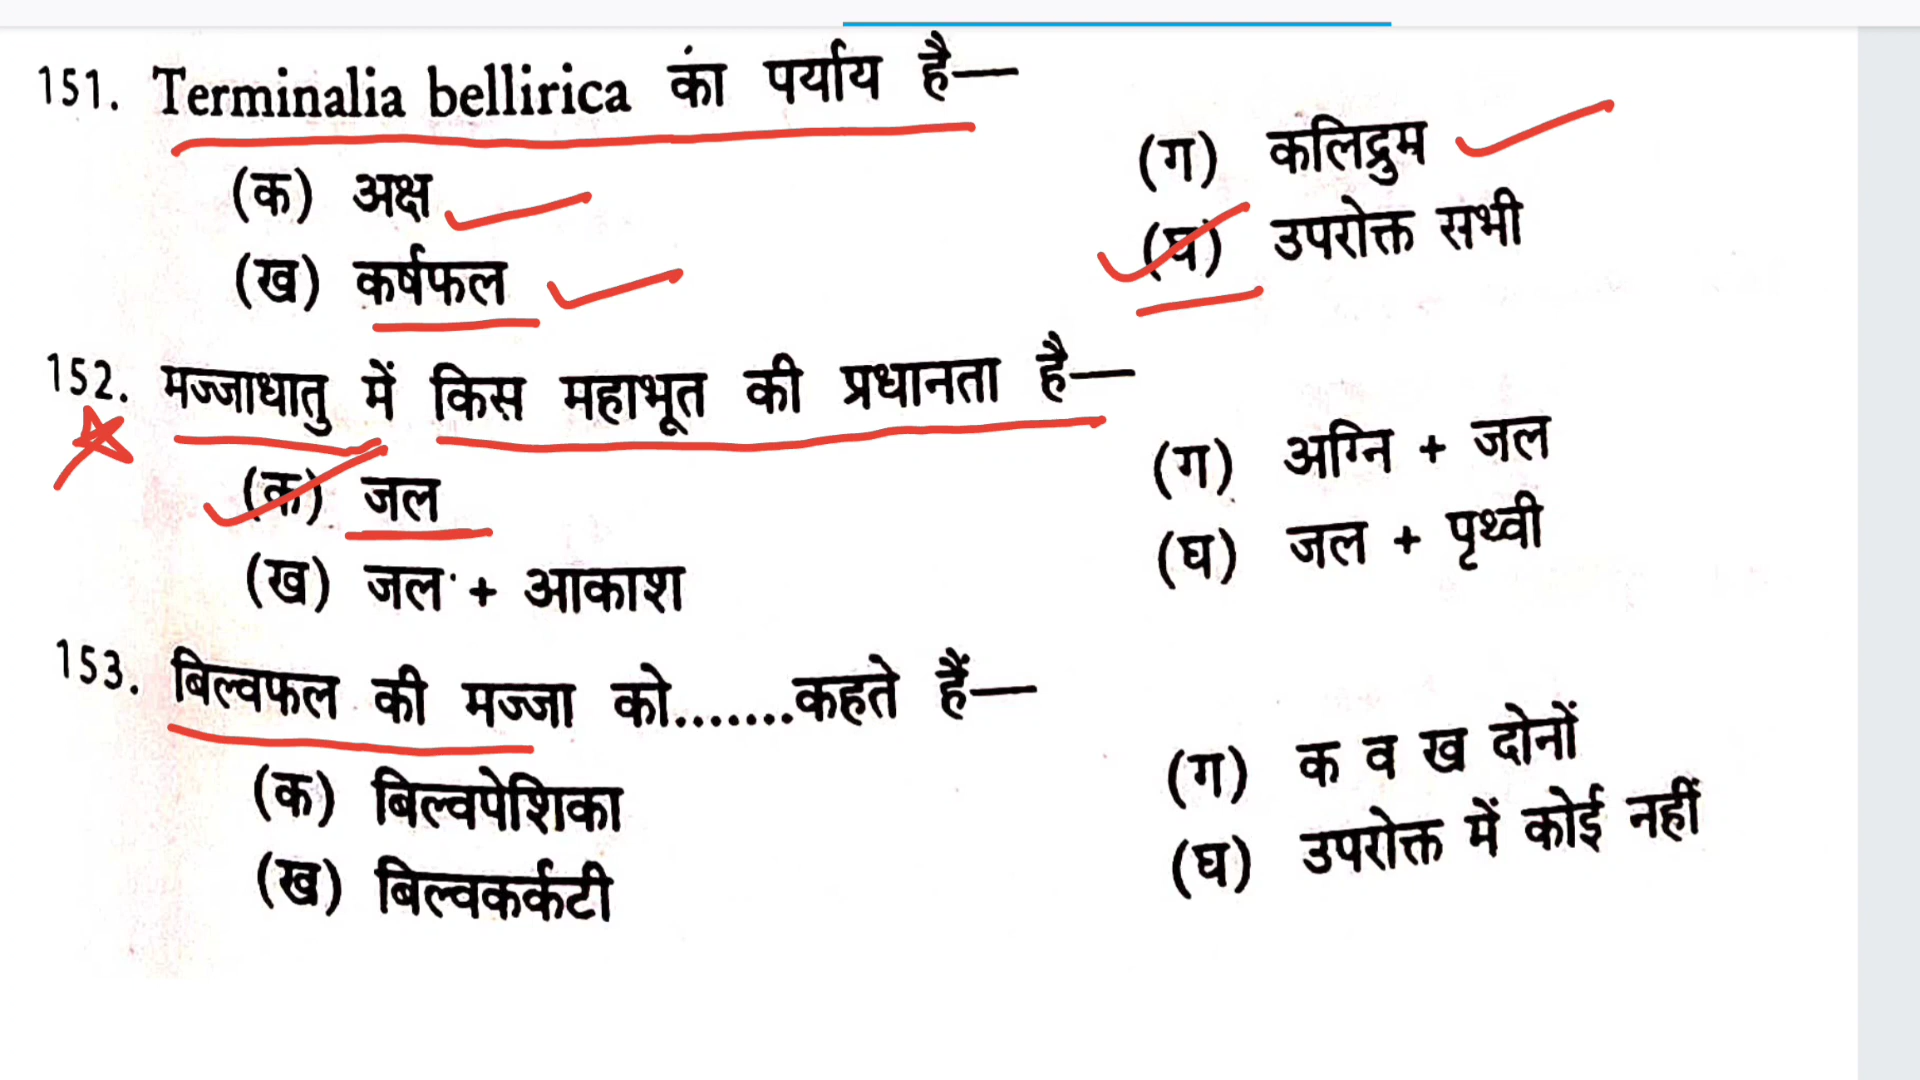 151. Terminalia bellirica का पर्याय है—
(क) अक्ष
(ख) कर्षफल
(ग) कलिद्रुम
(घ) उपरोक्त सभी
152. मज्जाधातु में किस महाभूत की प्रधानता है—
(क) जल
(ख) जल + आकाश
(ग) अग्नि + जल
(घ) जल + पृथ्वी
153. बिल्वफल की मज्जा को.......कहते हैं—
(क) बिल्वपेशिका
(ख) बिल्वकर्कटी
(ग) क व ख दोनों
(घ) उपरोक्त में कोई नहीं